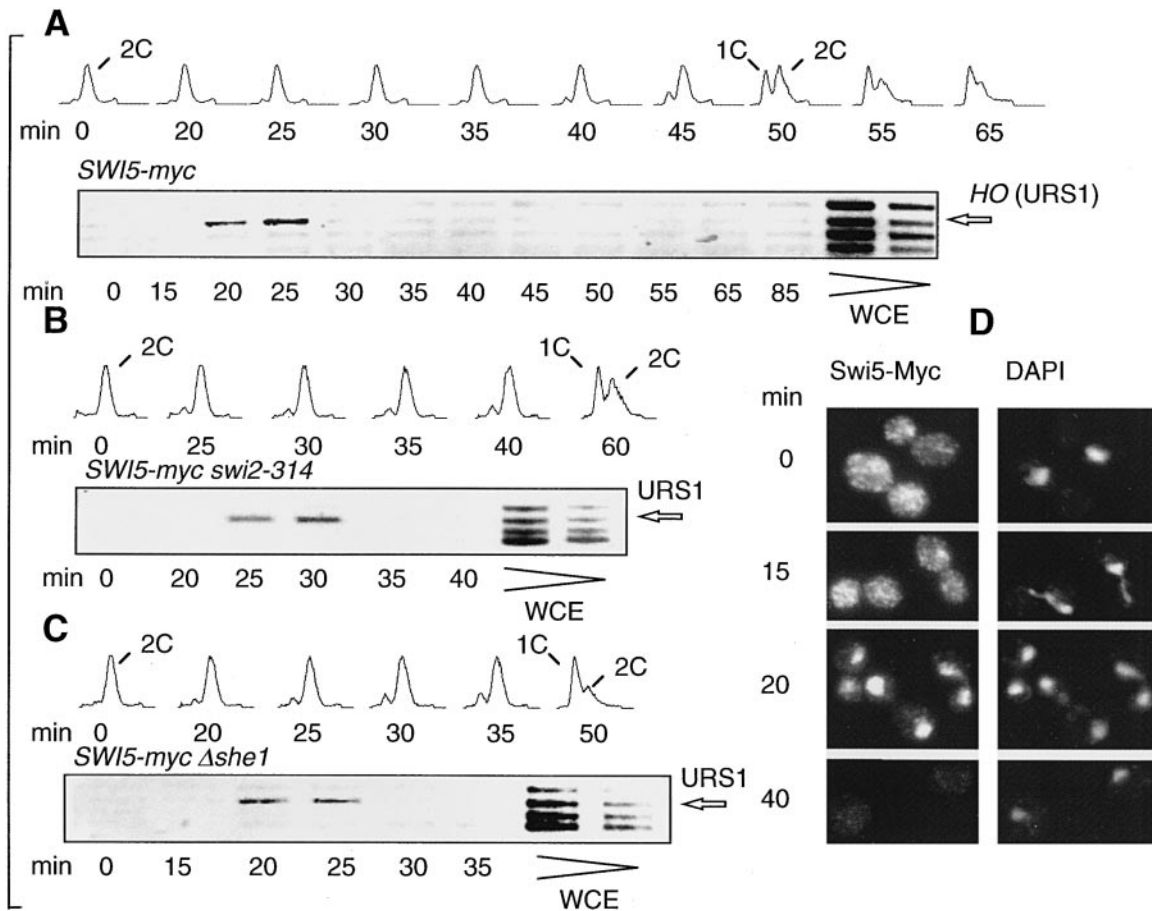 A
2C
1C 2C
min 0 20 25 30 35 40 45 50 55 65
SWI5-myc
HO (URS1)
min 0 15 20 25 30 35 40 45 50 55 65 85
WCE
B
2C
1C 2C
min 0 25 30 35 40 60
SWI5-myc swi2-314
URS1
min 0 20 25 30 35 40
WCE
C
2C
1C 2C
min 0 20 25 30 35 50
SWI5-myc Δshe1
URS1
min 0 15 20 25 30 35
WCE
D
Swi5-Myc DAPI
min
0
15
20
40